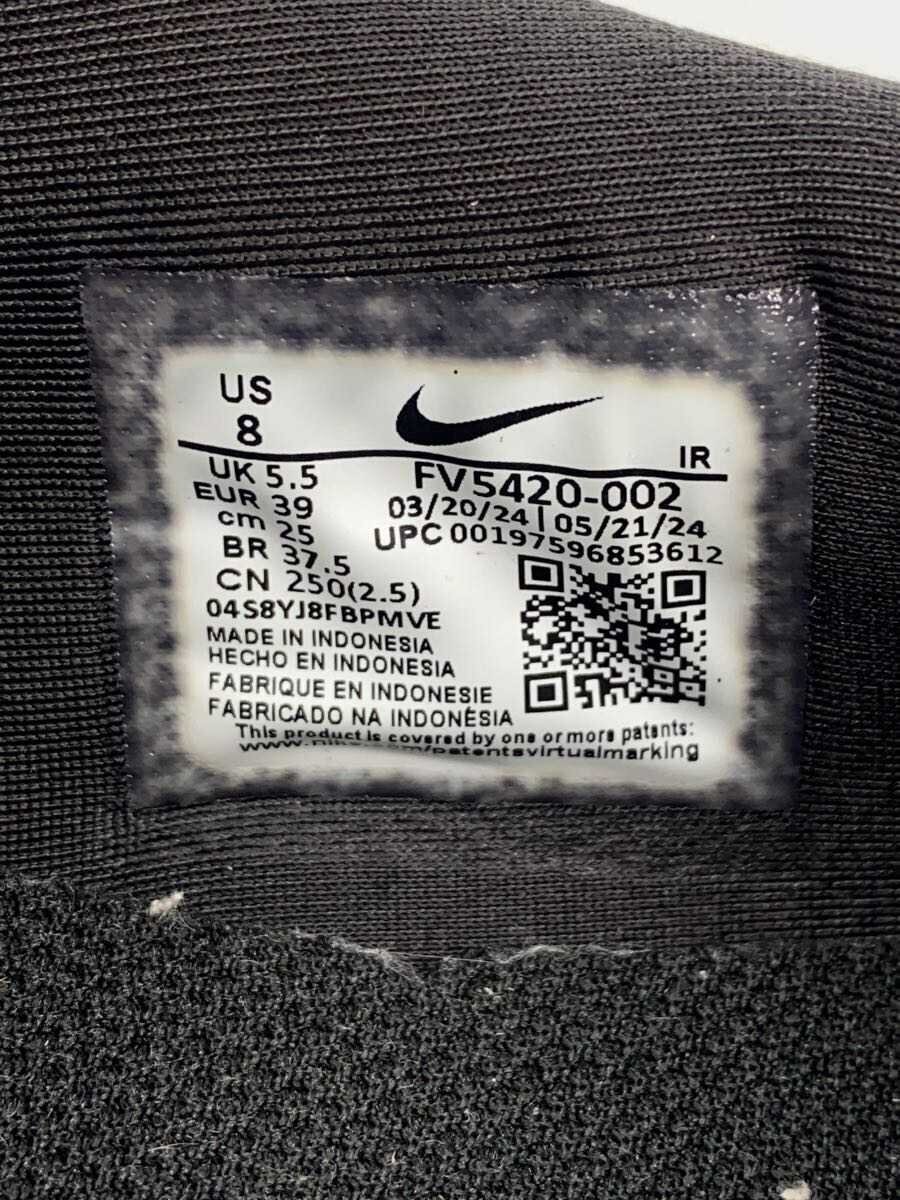 US
8
IR
UK 5.5
EUR 39
cm 25
BR 37.5
CN 250(2.5)
FV5420-002
03/20/24 | 05/21/24
UPC 00197596853612
04S8YJ8FBPMVE
MADE IN INDONESIA
HECHO EN INDONESIA
FABRIQUE EN INDONESIE
FABRICADO NA INDONÉSIA
This product is covered by one or more patents:
/patentsvirtualmarking